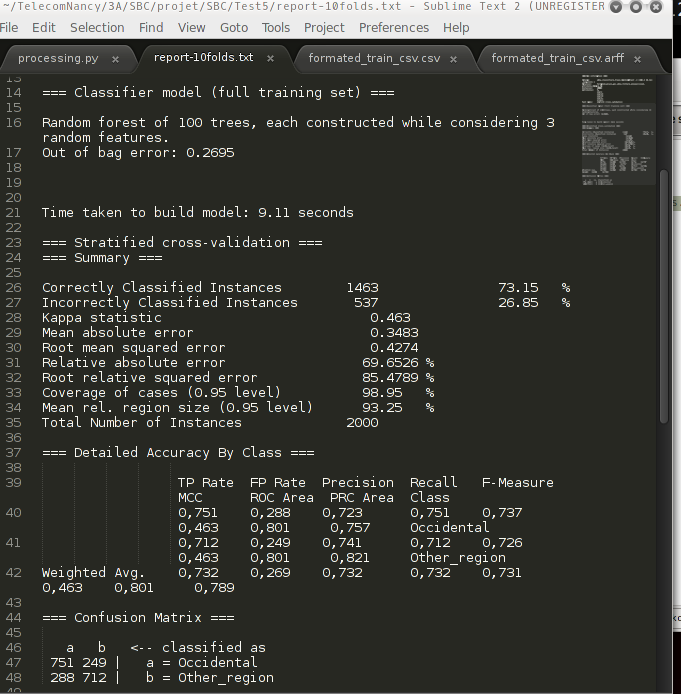 ~/TelecomNancy/3A/SBC/projet/SBC/Test5/report-10folds.txt - Sublime Text 2 (UNREGISTER
File Edit Selection Find View Goto Tools Project Preferences Help
processing.py × report-10folds.txt × formated_train_csv.csv × formated_train_csv.arff ×
13
14 === Classifier model (full training set) ===
15
16 Random forest of 100 trees, each constructed while considering 3
random features.
17 Out of bag error: 0.2695
18
19
20
21 Time taken to build model: 9.11 seconds
22
23 === Stratified cross-validation ===
24 === Summary ===
25
26 Correctly Classified Instances 1463 73.15 %
27 Incorrectly Classified Instances 537 26.85 %
28 Kappa statistic 0.463
29 Mean absolute error 0.3483
30 Root mean squared error 0.4274
31 Relative absolute error 69.6526 %
32 Root relative squared error 85.4789 %
33 Coverage of cases (0.95 level) 98.95 %
34 Mean rel. region size (0.95 level) 93.25 %
35 Total Number of Instances 2000
36
37 === Detailed Accuracy By Class ===
38
39 TP Rate FP Rate Precision Recall F-Measure
MCC ROC Area PRC Area Class
40 0,751 0,288 0,723 0,751 0,737
0,463 0,801 0,757 Occidental
41 0,712 0,249 0,741 0,712 0,726
0,463 0,801 0,821 Other_region
42 Weighted Avg. 0,732 0,269 0,732 0,732 0,731
0,463 0,801 0,789
43
44 === Confusion Matrix ===
45
46 a b <-- classified as
47 751 249 | a = Occidental
48 288 712 | b = Other_region